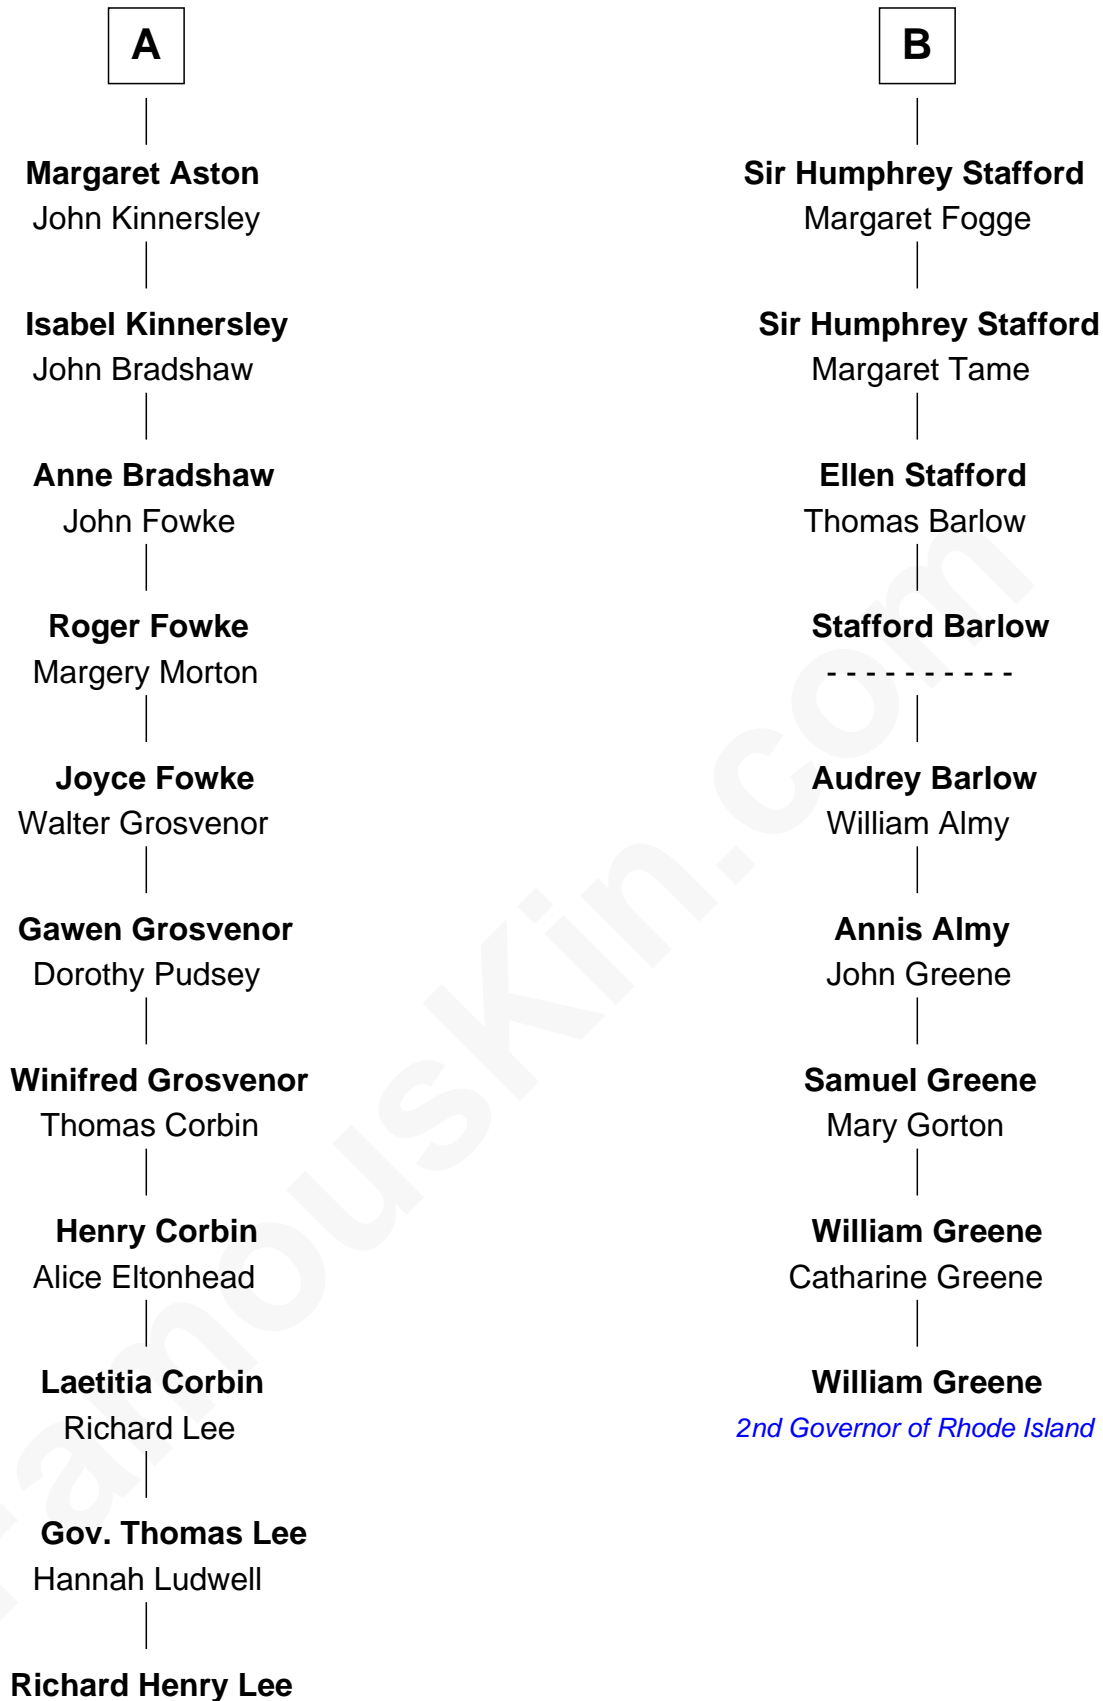 A
Margaret Aston
John Kinnersley
Isabel Kinnersley
John Bradshaw
Anne Bradshaw
John Fowke
Roger Fowke
Margery Morton
Joyce Fowke
Walter Grosvenor
Gawen Grosvenor
Dorothy Pudsey
Winifred Grosvenor
Thomas Corbin
Henry Corbin
Alice Eltonhead
Laetitia Corbin
Richard Lee
Gov. Thomas Lee
Hannah Ludwell
Richard Henry Lee
B
Sir Humphrey Stafford
Margaret Fogge
Sir Humphrey Stafford
Margaret Tame
Ellen Stafford
Thomas Barlow
Stafford Barlow
- - - - - - - - - -
Audrey Barlow
William Almy
Annis Almy
John Greene
Samuel Greene
Mary Gorton
William Greene
Catharine Greene
William Greene
2nd Governor of Rhode Island
FamousKin.com